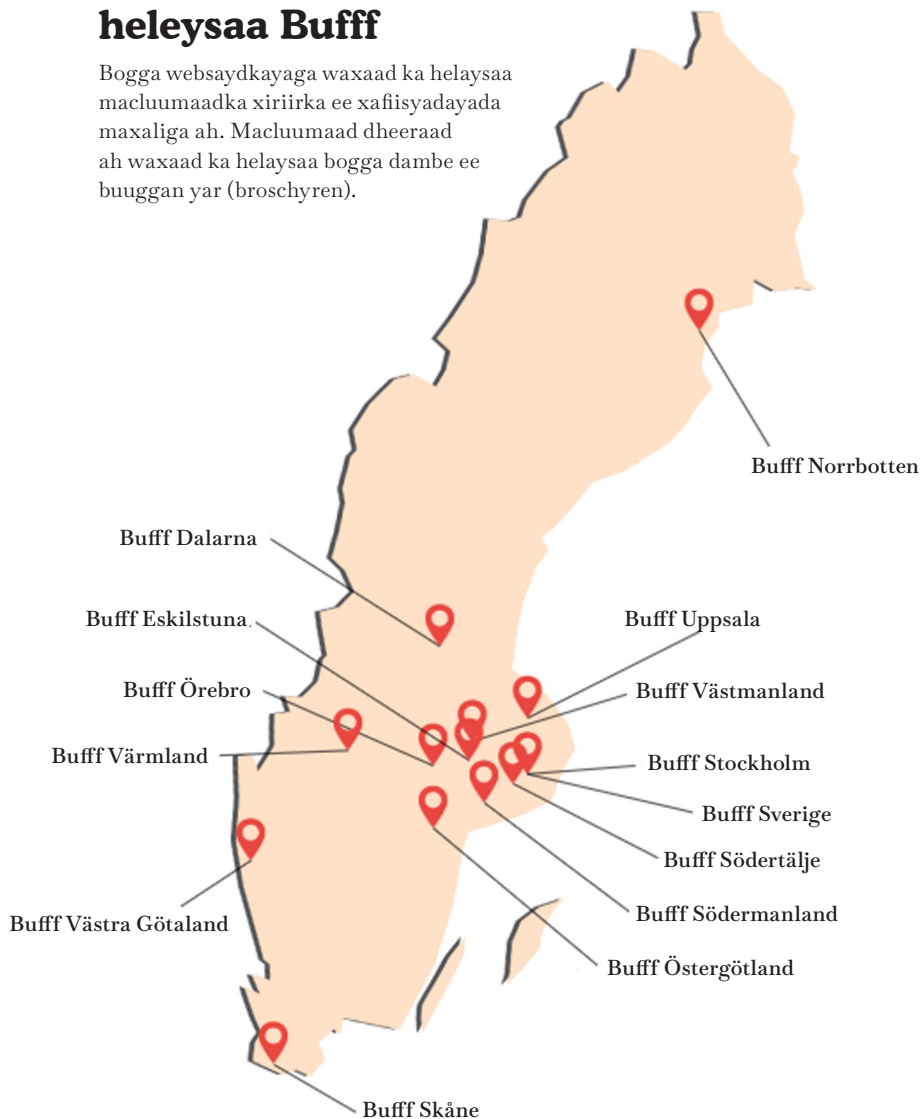 heleysaa Bufff
Bogga websaydkayaga waxaad ka helaysaa
macluumaadka xiriirka ee xafiisyadayada
maxaliga ah. Macluumaad dheeraad
ah waxaad ka helaysaa bogga dambe ee
buuggan yar (broschyren).
Bufff Norrbotten
Bufff Dalarna
Bufff Eskilstuna
Bufff Uppsala
Bufff Örebro
Bufff Västmanland
Bufff Värmland
Bufff Stockholm
Bufff Sverige
Bufff Södertälje
Bufff Västra Götaland
Bufff Södermanland
Bufff Östergötland
Bufff Skåne